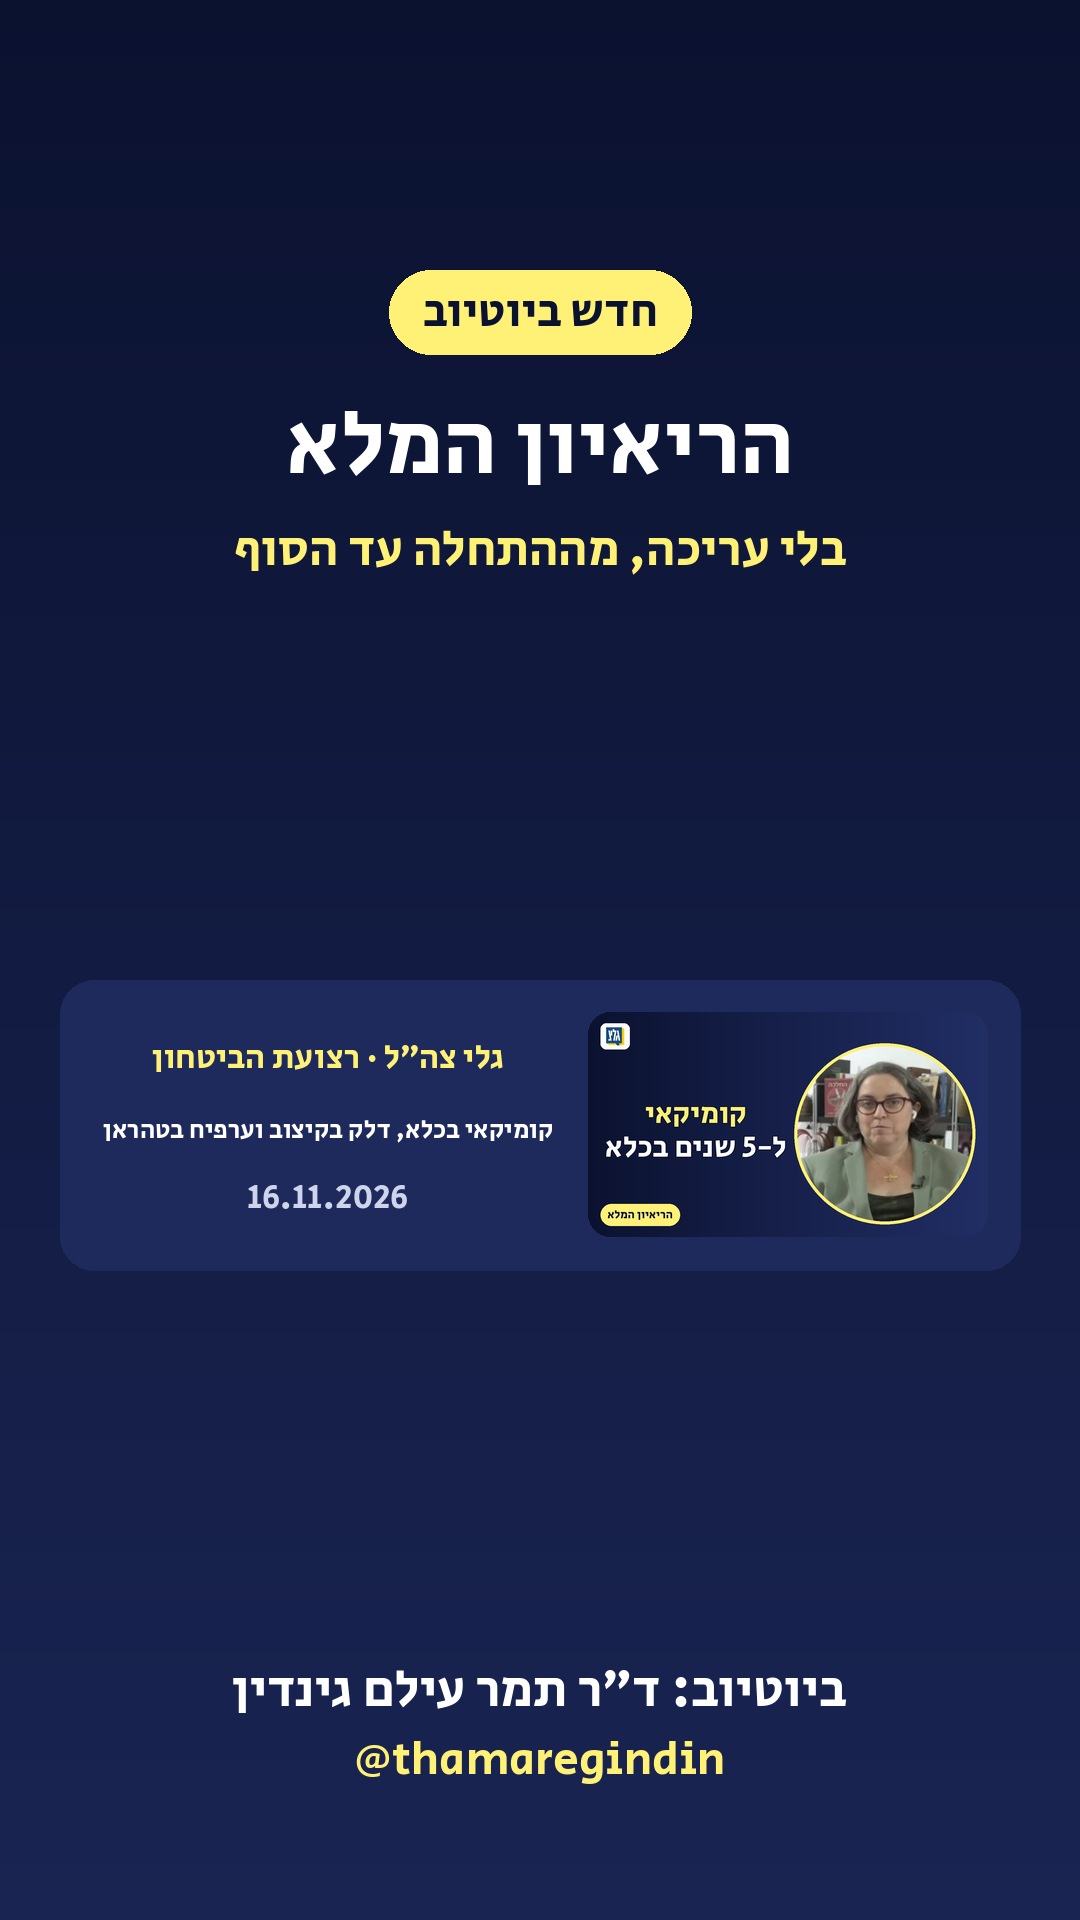 חדש ביוטיוב
הריאיון המלא
בלי עריכה, מההתחלה עד הסוף
גלצ
קומיקאי
ל-5 שנים בכלא
הריאיון המלא
גלי צה"ל · רצועת הביטחון
קומיקאי בכלא, דלק בקיצוב וערפיח בטהראן
16.11.2026
ביוטיוב: ד"ר תמר עילם גינדין
@thamaregindin